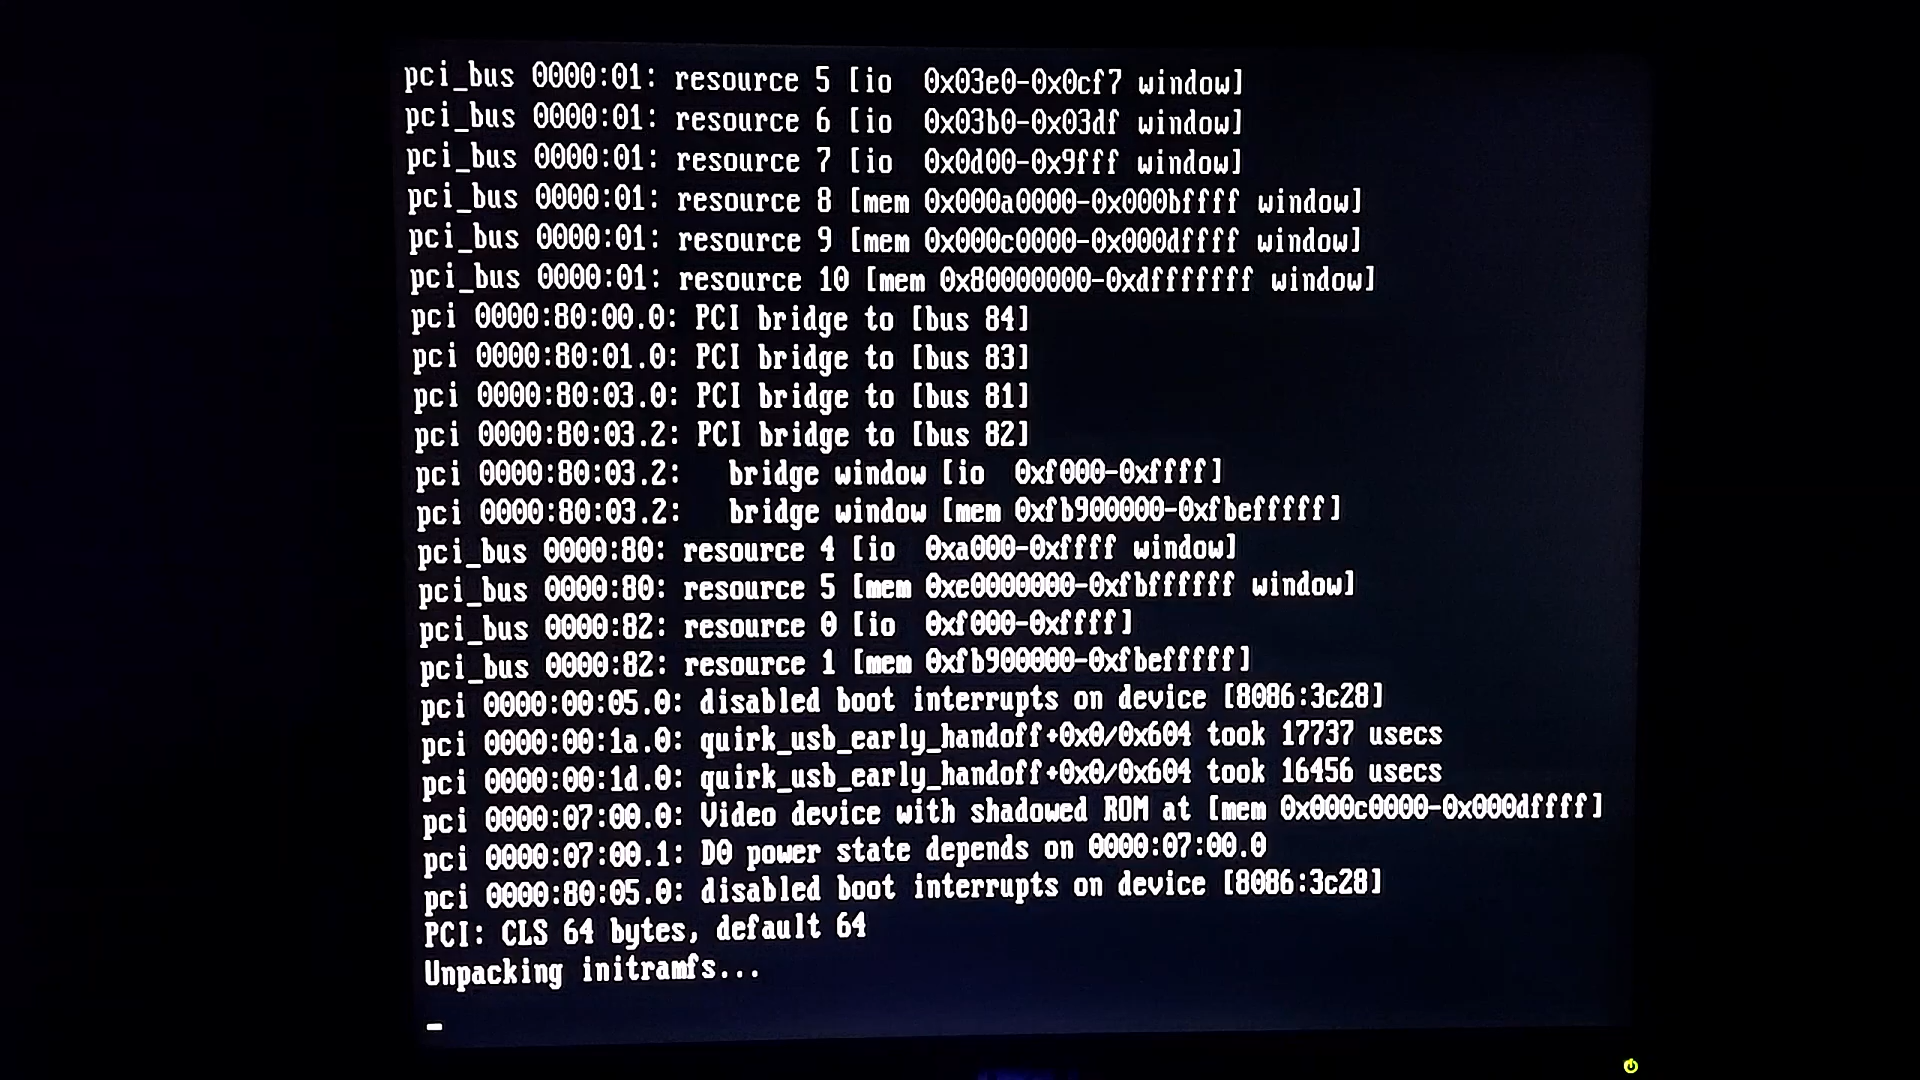 pci_bus 0000:01: resource 5 [io  0x03e0-0x0cf7 window]
pci_bus 0000:01: resource 6 [io  0x03b0-0x03df window]
pci_bus 0000:01: resource 7 [io  0x0d00-0x9fff window]
pci_bus 0000:01: resource 8 [mem 0x000a0000-0x000bffff window]
pci_bus 0000:01: resource 9 [mem 0x000c0000-0x000dffff window]
pci_bus 0000:01: resource 10 [mem 0x80000000-0xdfffffff window]
pci 0000:80:00.0: PCI bridge to [bus 84]
pci 0000:80:01.0: PCI bridge to [bus 83]
pci 0000:80:03.0: PCI bridge to [bus 81]
pci 0000:80:03.2: PCI bridge to [bus 82]
pci 0000:80:03.2:   bridge window [io  0xf000-0xffff]
pci 0000:80:03.2:   bridge window [mem 0xfb900000-0xfbefffff]
pci_bus 0000:80: resource 4 [io  0xa000-0xffff window]
pci_bus 0000:80: resource 5 [mem 0xe0000000-0xfbffffff window]
pci_bus 0000:82: resource 0 [io  0xf000-0xffff]
pci_bus 0000:82: resource 1 [mem 0xfb900000-0xfbefffff]
pci 0000:00:05.0: disabled boot interrupts on device [8086:3c28]
pci 0000:00:1a.0: quirk_usb_early_handoff+0x0/0x604 took 17737 usecs
pci 0000:00:1d.0: quirk_usb_early_handoff+0x0/0x604 took 16456 usecs
pci 0000:07:00.0: Video device with shadowed ROM at [mem 0x000c0000-0x000dffff]
pci 0000:07:00.1: D0 power state depends on 0000:07:00.0
pci 0000:80:05.0: disabled boot interrupts on device [8086:3c28]
PCI: CLS 64 bytes, default 64
Unpacking initramfs...